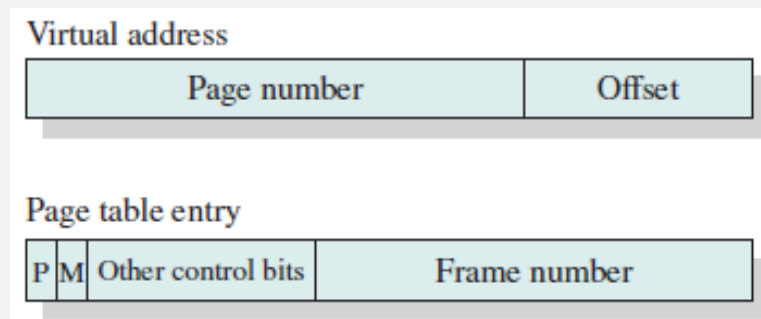 Virtual address
Page number Offset
Page table entry
P M Other control bits Frame number